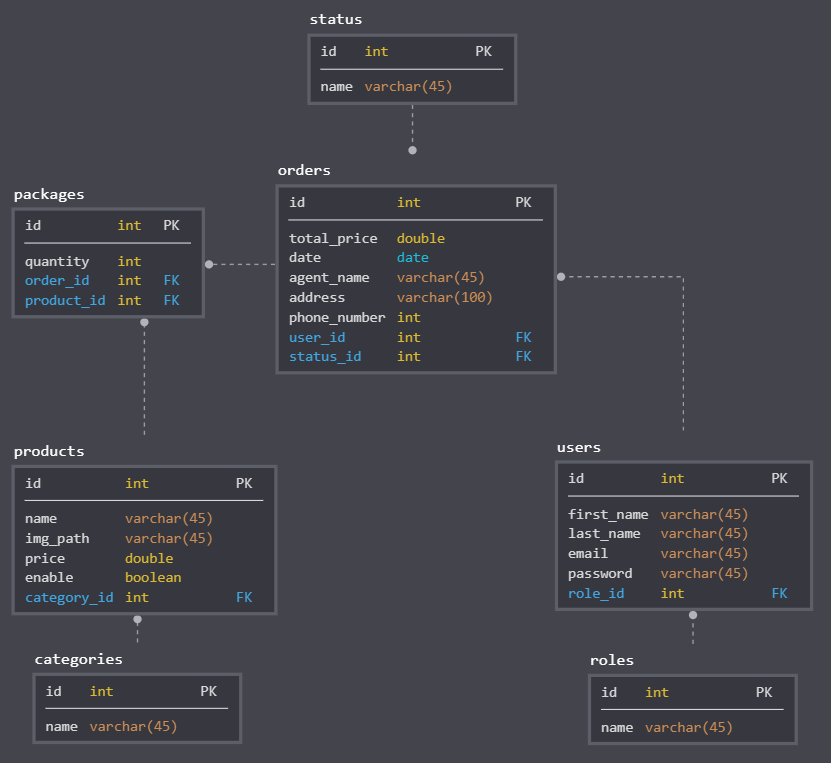 status
id int PK
name varchar(45)
orders
id int PK
total_price double
date date
agent_name varchar(45)
address varchar(100)
phone_number int
user_id int FK
status_id int FK
packages
id int PK
quantity int
order_id int FK
product_id int FK
products
id int PK
name varchar(45)
img_path varchar(45)
price double
enable boolean
category_id int FK
users
id int PK
first_name varchar(45)
last_name varchar(45)
email varchar(45)
password varchar(45)
role_id int FK
categories
id int PK
name varchar(45)
roles
id int PK
name varchar(45)